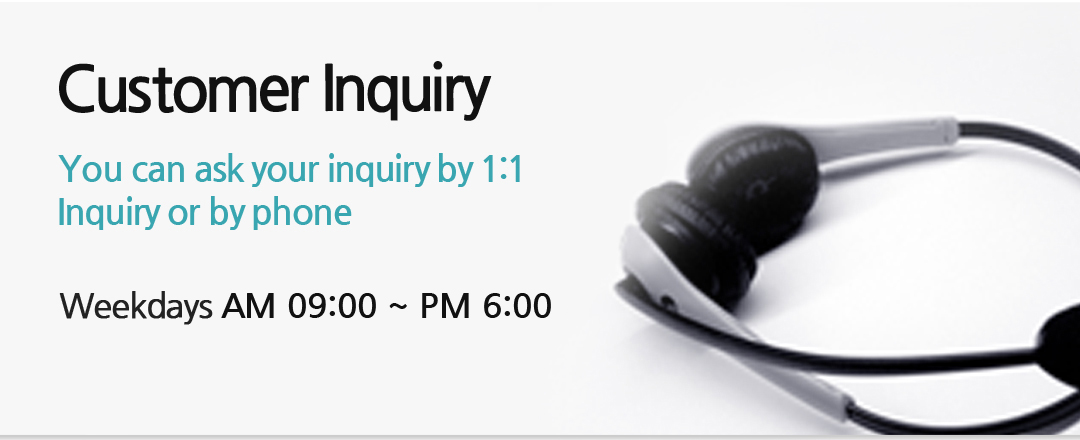 Customer Inquiry
You can ask your inquiry by 1:1
Inquiry or by phone
Weekdays AM 09:00 ~ PM 6:00